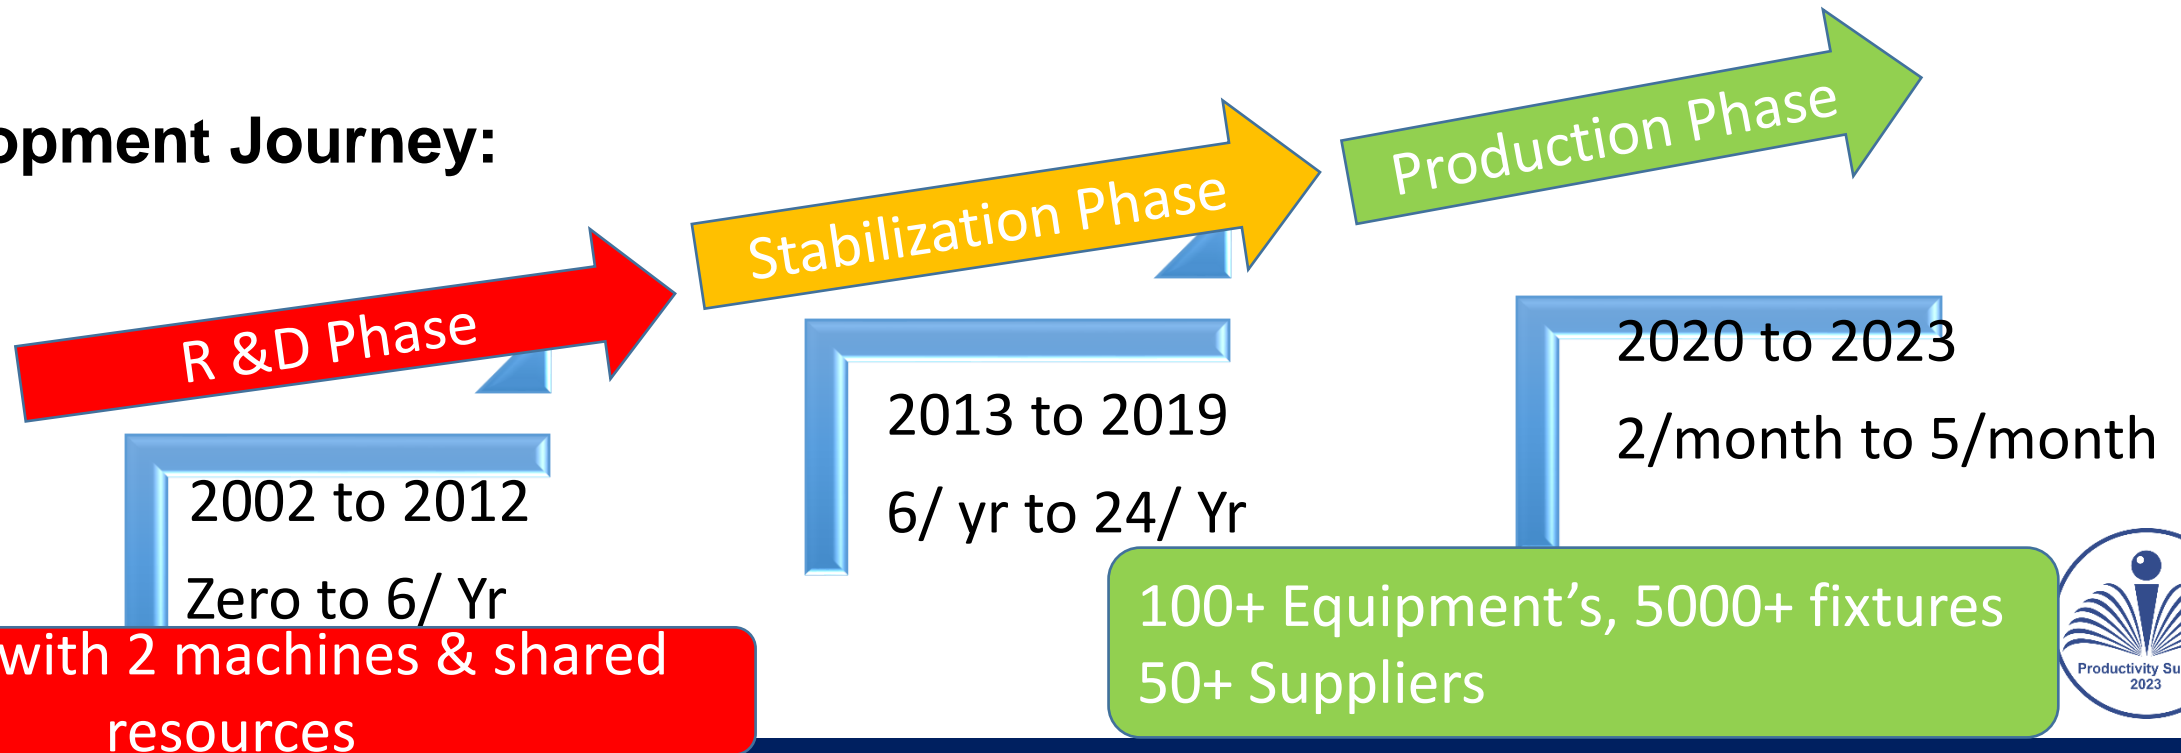 opment Journey:
R &D Phase
2002 to 2012
Zero to 6/ Yr
with 2 machines & shared
resources
Stabilization Phase
2013 to 2019
6/ yr to 24/ Yr
Production Phase
2020 to 2023
2/month to 5/month
100+ Equipment’s, 5000+ fixtures
50+ Suppliers
Productivity Su
2023